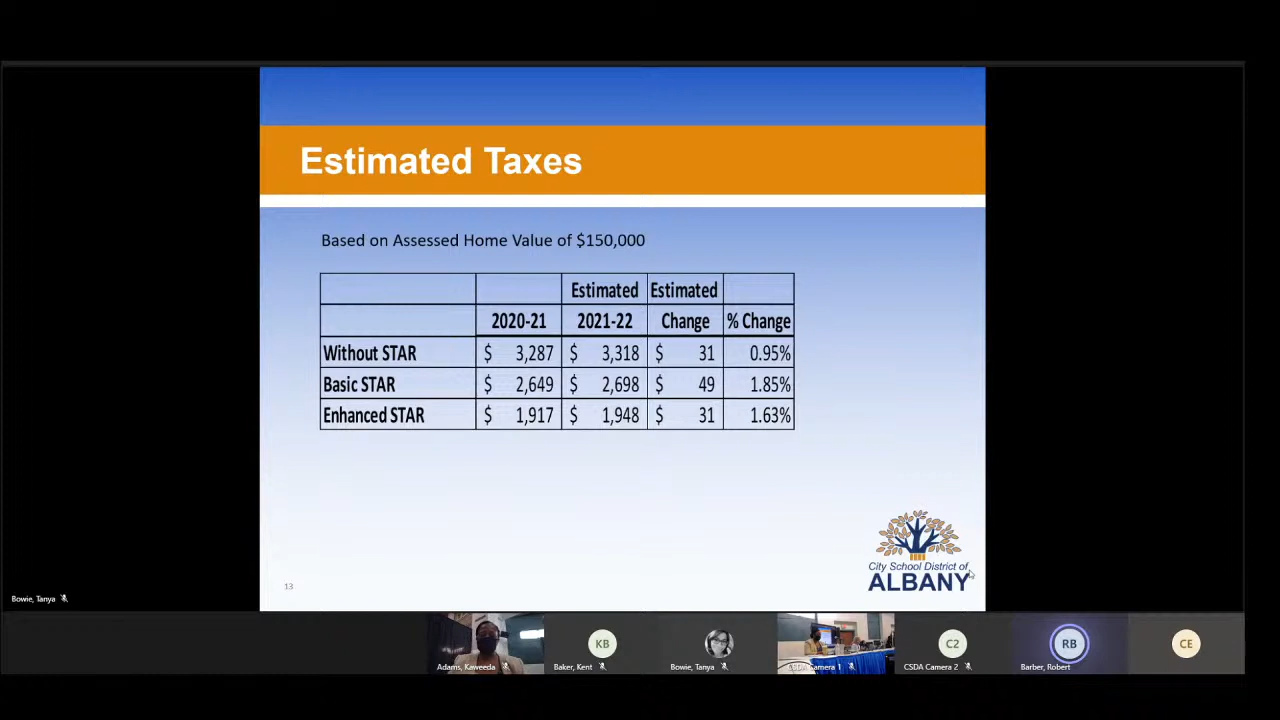 Estimated Taxes
Based on Assessed Home Value of $150,000
Estimated Estimated
2020-21 2021-22 Change % Change
Without STAR $ 3,287 $ 3,318 $ 31 0.95%
Basic STAR $ 2,649 $ 2,698 $ 49 1.85%
Enhanced STAR $ 1,917 $ 1,948 $ 31 1.63%
City School District of
ALBANY
13
Bowie, Tanya
KB
C2
RB
CE
Adams, Kaweeda
Baker, Kent
Bowie, Tanya
CSDA Camera 1
CSDA Camera 2
Barber, Robert